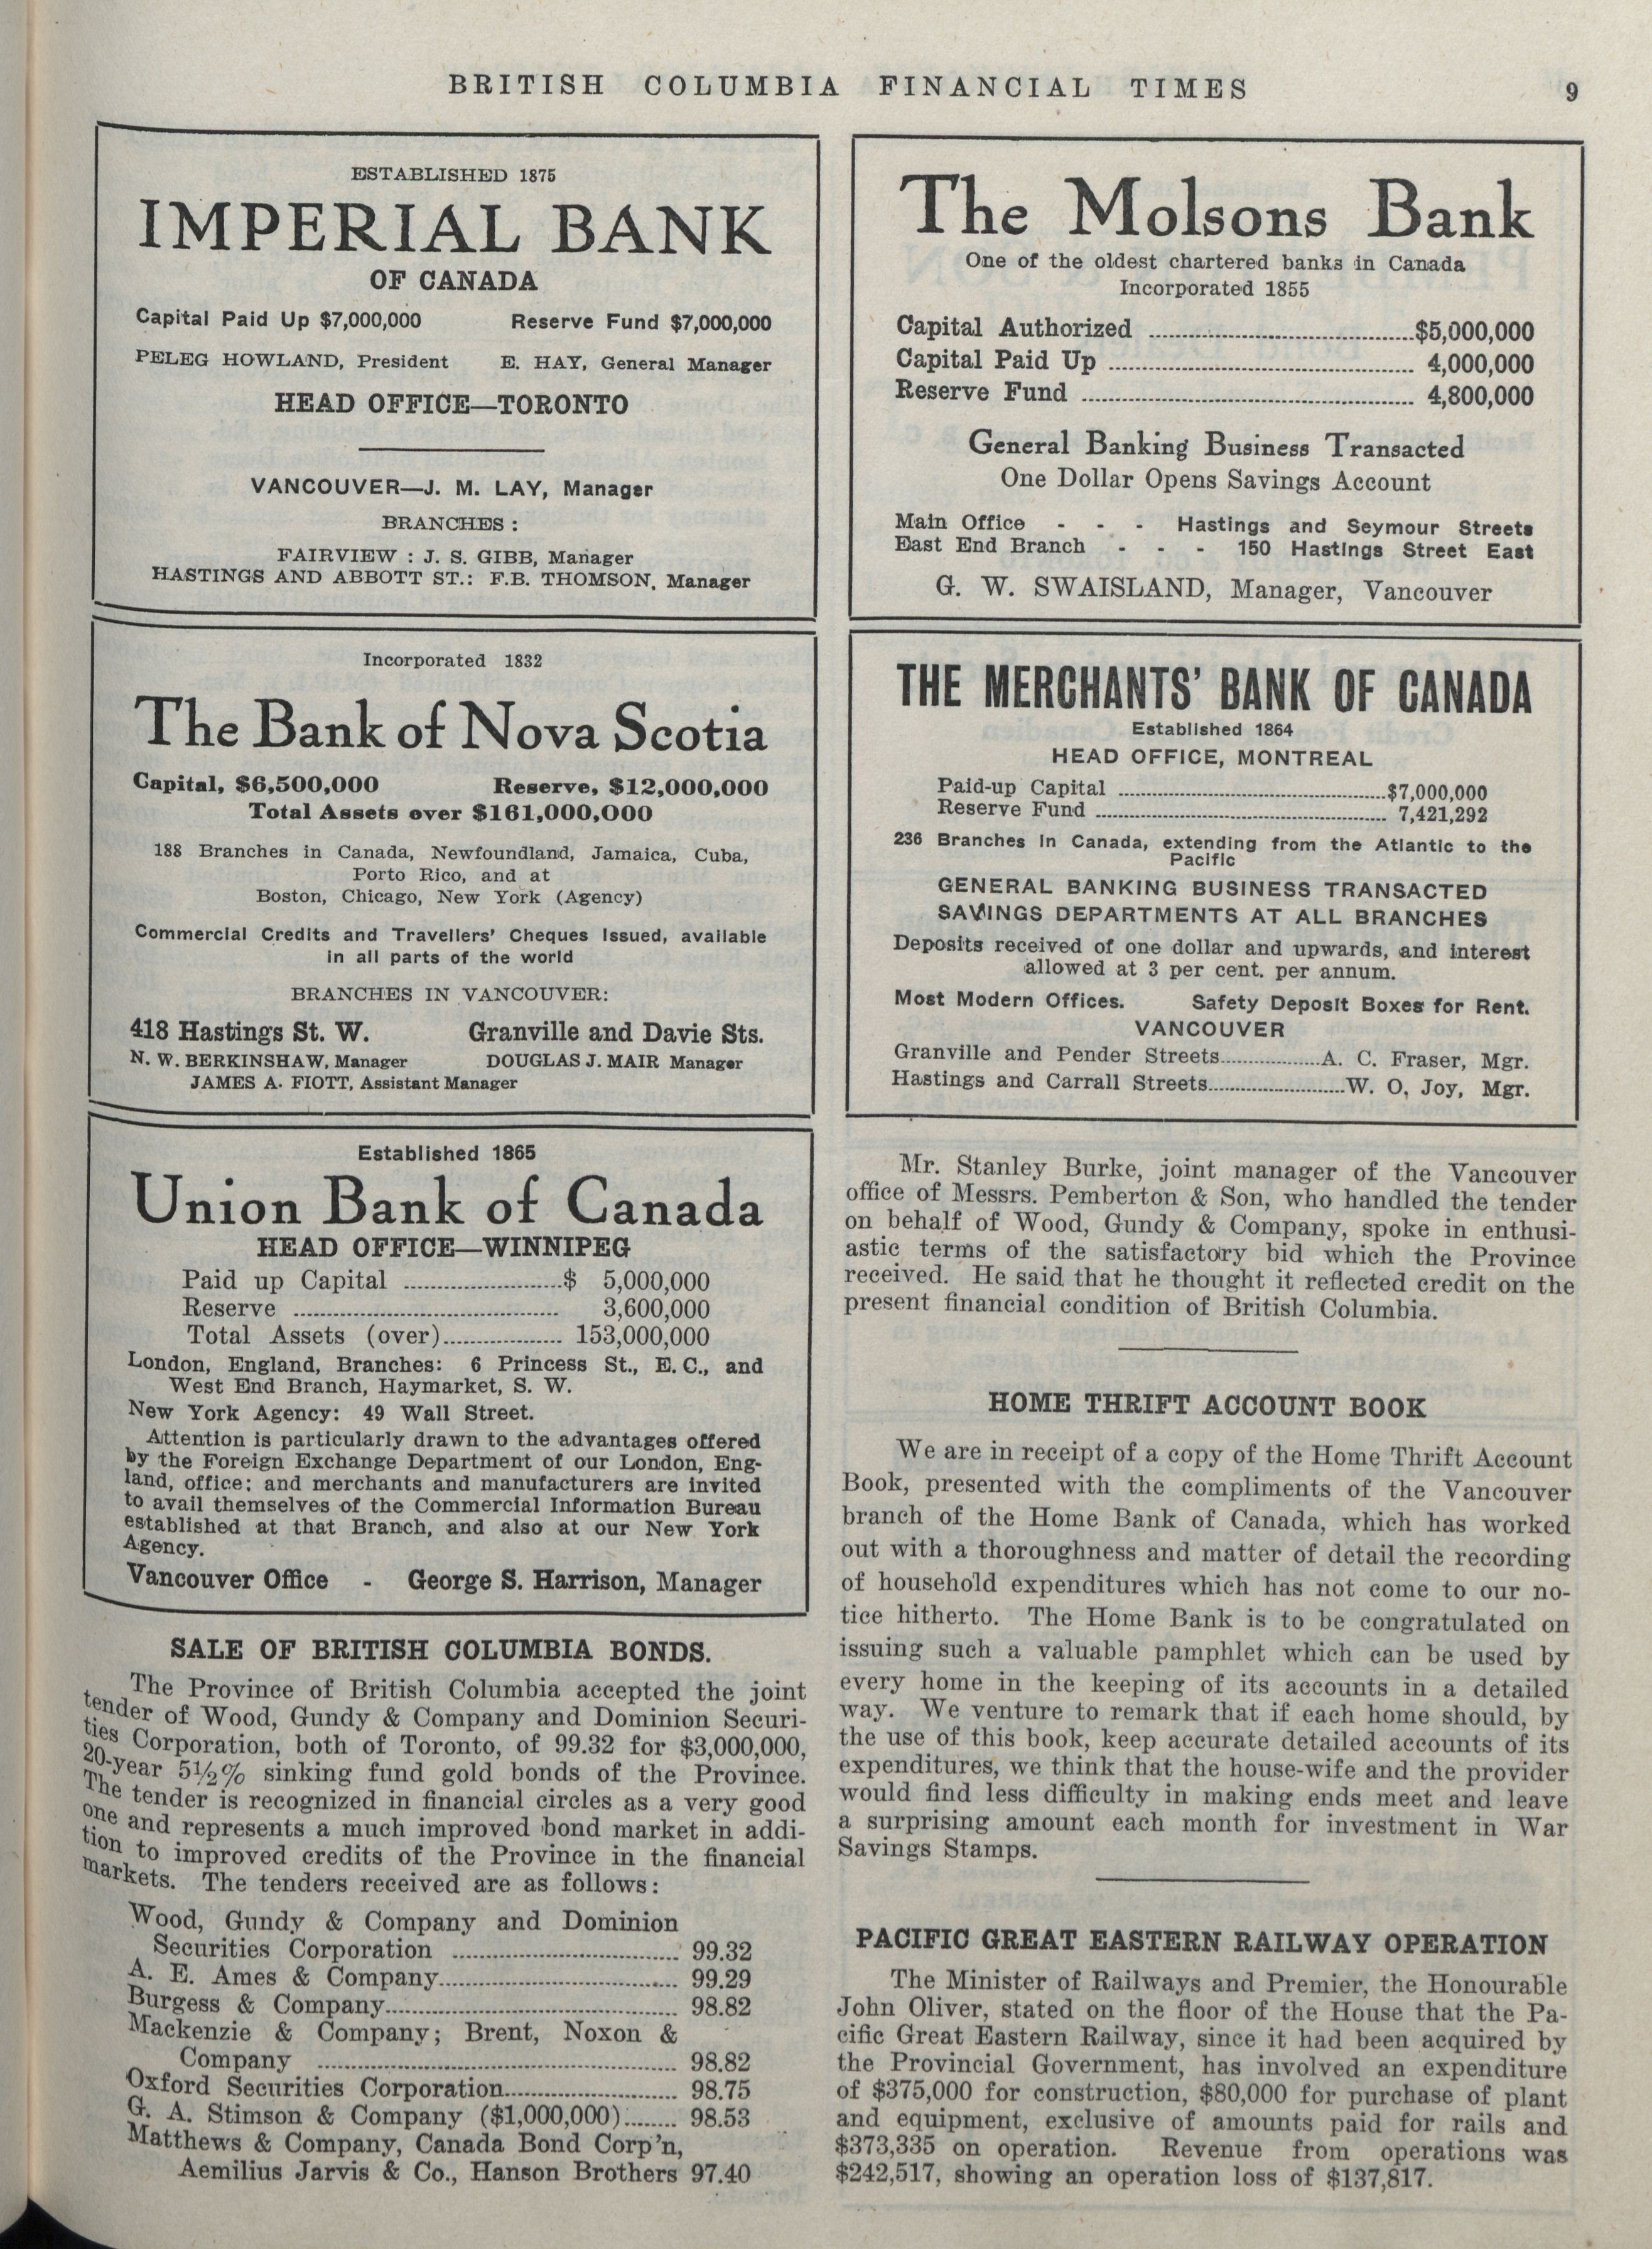 BRITISH COLUMBIA FINANCIAL TIMES 9
ESTABLISHED 1875
IMPERIAL BANK
OF CANADA
Capital Paid Up $7,000,000 Reserve Fund $7,000,000
PELEG HOWLAND, President E. HAY, General Manager
HEAD OFFICE—TORONTO
VANCOUVER—J. M. LAY, Manager
BRANCHES :
FAIRVIEW : J. S. GIBB, Manager
HASTINGS AND ABBOTT ST.: F.B. THOMSON, Manager
Incorporated 1832
The Bank of Nova Scotia
Capital, $6,500,000 Reserve, $12,000,000
Total Assets over $161,000,000
188 Branches in Canada, Newfoundland, Jamaica, Cuba,
Porto Rico, and at
Boston, Chicago, New York (Agency)
Commercial Credits and Travellers' Cheques Issued, available
in all parts of the world
BRANCHES IN VANCOUVER:
418 Hastings St. W. Granville and Davie Sts.
N. W. BERKINSHAW, Manager DOUGLAS J. MAIR Manager
JAMES A. FIOTT, Assistant Manager
Established 1865
Union Bank of Canada
HEAD OFFICE—WINNIPEG
Paid up Capital ........................$ 5,000,000
Reserve ........................ 3,600,000
Total Assets (over)................. 153,000,000
London, England, Branches: 6 Princess St., E. C., and
West End Branch, Haymarket, S. W.
New York Agency: 49 Wall Street.
Attention is particularly drawn to the advantages offered
by the Foreign Exchange Department of our London, Eng-
land, office; and merchants and manufacturers are invited
to avail themselves of the Commercial Information Bureau
established at that Branch, and also at our New York
Agency.
Vancouver Office - George S. Harrison, Manager
SALE OF BRITISH COLUMBIA BONDS.
The Province of British Columbia accepted the joint
tender of Wood, Gundy & Company and Dominion Securi-
ties Corporation, both of Toronto, of 99.32 for $3,000,000,
20-year 5½% sinking fund gold bonds of the Province.
The tender is recognized in financial circles as a very good
one and represents a much improved bond market in addi-
tion to improved credits of the Province in the financial
markets. The tenders received are as follows:
Wood, Gundy & Company and Dominion
Securities Corporation ........................ 99.32
A. E. Ames & Company........................ 99.29
Burgess & Company........................ 98.82
Mackenzie & Company; Brent, Noxon &
Company ........................ 98.82
Oxford Securities Corporation........................ 98.75
G. A. Stimson & Company ($1,000,000)........ 98.53
Matthews & Company, Canada Bond Corp'n,
Aemilius Jarvis & Co., Hanson Brothers 97.40
The Molsons Bank
One of the oldest chartered banks in Canada
Incorporated 1855
Capital Authorized ........................$5,000,000
Capital Paid Up ........................ 4,000,000
Reserve Fund ........................ 4,800,000
General Banking Business Transacted
One Dollar Opens Savings Account
Main Office - - - Hastings and Seymour Streets
East End Branch - - - 150 Hastings Street East
G. W. SWAISLAND, Manager, Vancouver
THE MERCHANTS' BANK OF CANADA
Established 1864
HEAD OFFICE, MONTREAL
Paid-up Capital ........................$7,000,000
Reserve Fund ........................ 7,421,292
236 Branches in Canada, extending from the Atlantic to the
Pacific
GENERAL BANKING BUSINESS TRANSACTED
SAVINGS DEPARTMENTS AT ALL BRANCHES
Deposits received of one dollar and upwards, and interest
allowed at 3 per cent. per annum.
Most Modern Offices. Safety Deposit Boxes for Rent.
VANCOUVER
Granville and Pender Streets.................A. C. Fraser, Mgr.
Hastings and Carrall Streets.......................W. O, Joy, Mgr.
Mr. Stanley Burke, joint manager of the Vancouver
office of Messrs. Pemberton & Son, who handled the tender
on behalf of Wood, Gundy & Company, spoke in enthusi-
astic terms of the satisfactory bid which the Province
received. He said that he thought it reflected credit on the
present financial condition of British Columbia.
HOME THRIFT ACCOUNT BOOK
We are in receipt of a copy of the Home Thrift Account
Book, presented with the compliments of the Vancouver
branch of the Home Bank of Canada, which has worked
out with a thoroughness and matter of detail the recording
of household expenditures which has not come to our no-
tice hitherto. The Home Bank is to be congratulated on
issuing such a valuable pamphlet which can be used by
every home in the keeping of its accounts in a detailed
way. We venture to remark that if each home should, by
the use of this book, keep accurate detailed accounts of its
expenditures, we think that the house-wife and the provider
would find less difficulty in making ends meet and leave
a surprising amount each month for investment in War
Savings Stamps.
PACIFIC GREAT EASTERN RAILWAY OPERATION
The Minister of Railways and Premier, the Honourable
John Oliver, stated on the floor of the House that the Pa-
cific Great Eastern Railway, since it had been acquired by
the Provincial Government, has involved an expenditure
of $375,000 for construction, $80,000 for purchase of plant
and equipment, exclusive of amounts paid for rails and
$373,335 on operation. Revenue from operations was
$242,517, showing an operation loss of $137,817.